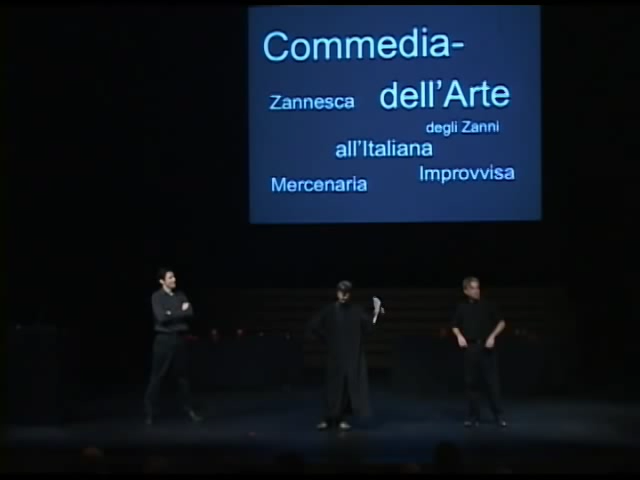 Commedia-
Zannesca dell'Arte
degli Zanni
all'Italiana
Mercenaria Improvvisa